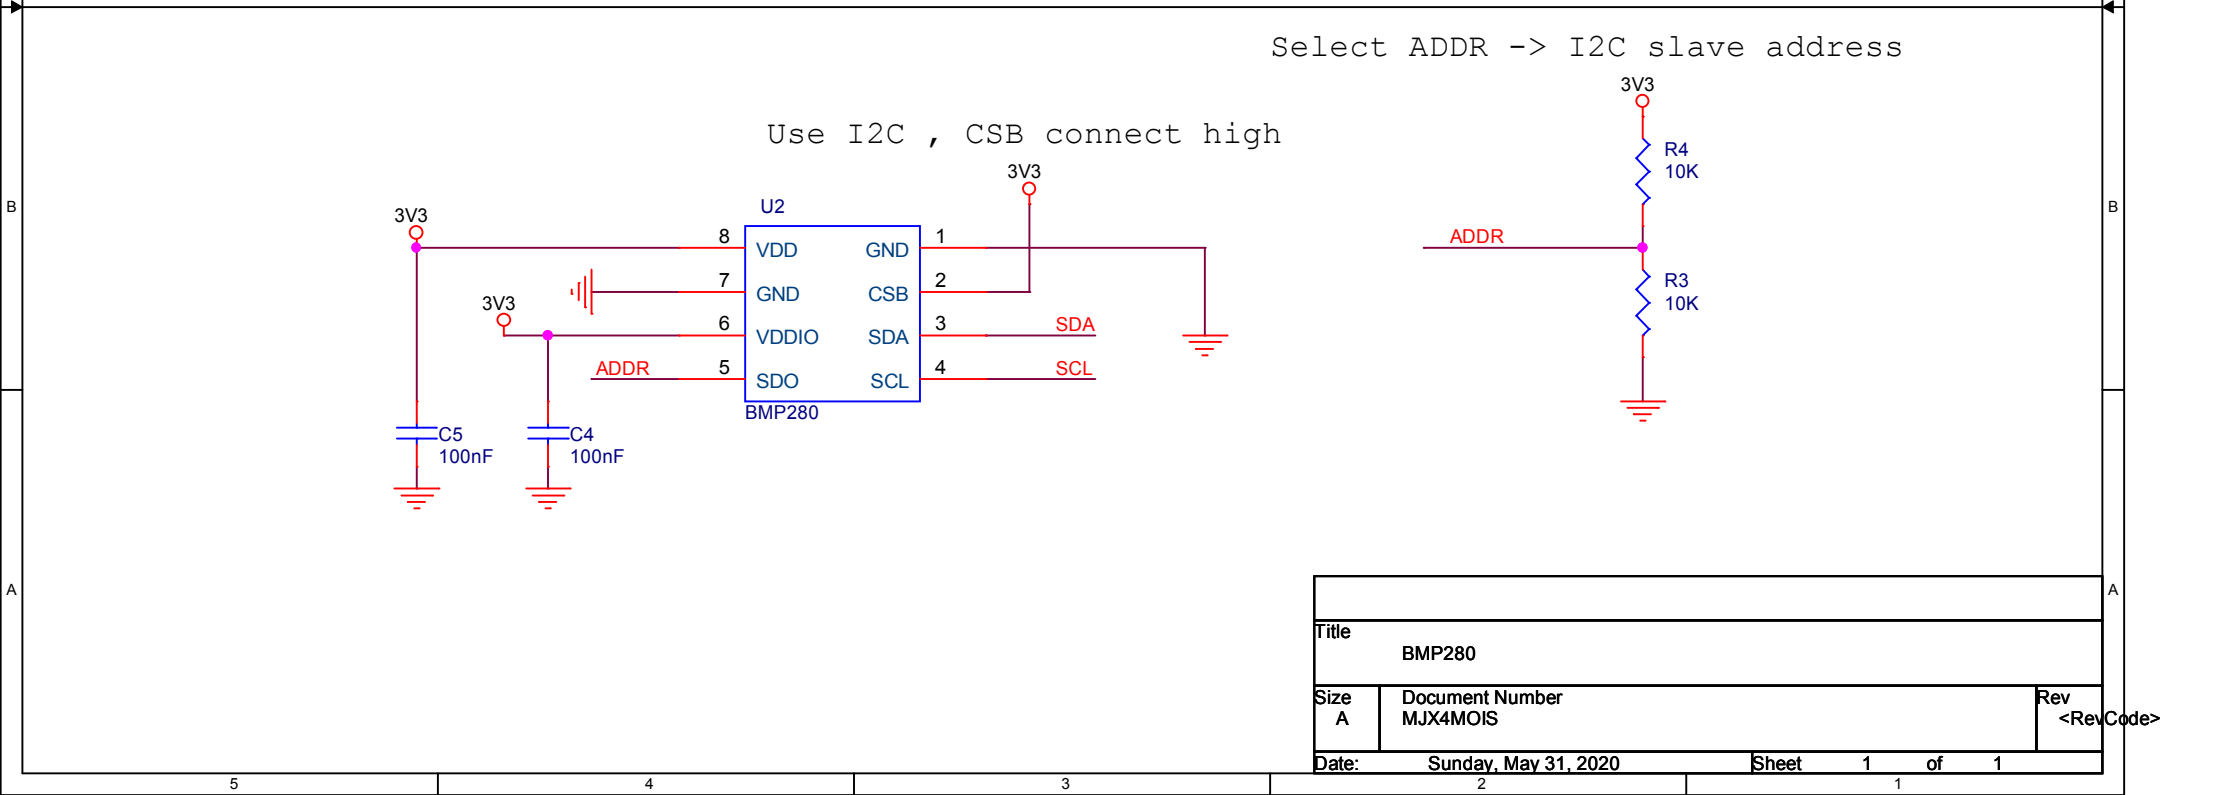 Select ADDR -> I2C slave address
3V3
Use I2C , CSB connect high
R4
10K
3V3
B
B
U2
3V3
8
1
ADDR
VDD
GND
7
2
R3
GND
CSB
10K
3V3
6
3
SDA
VDDIO
SDA
ADDR
5
4
SCL
SDO
SCL
BMP280
C5
100nF
C4
100nF
A
A
Title
BMP280
Size
A
Document Number
MJX4MOIS
Rev
<RevCode>
Date:
Sunday, May 31, 2020
Sheet 1 of 1
5
4
3
2
1